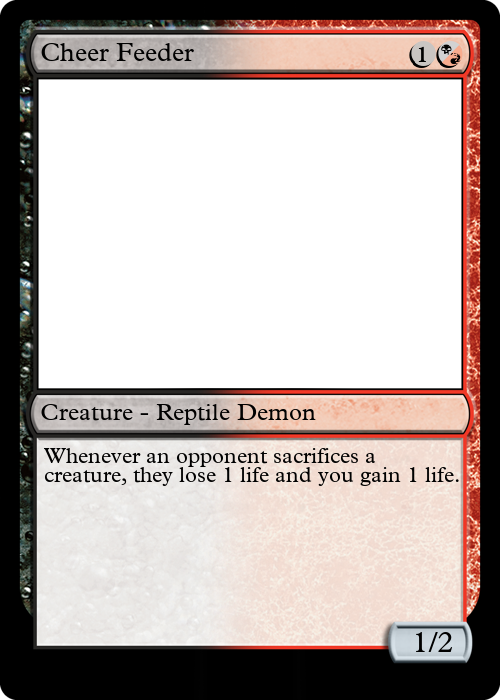 Cheer Feeder 1
Creature - Reptile Demon
Whenever an opponent sacrifices a
creature, they lose 1 life and you gain 1 life.
1/2